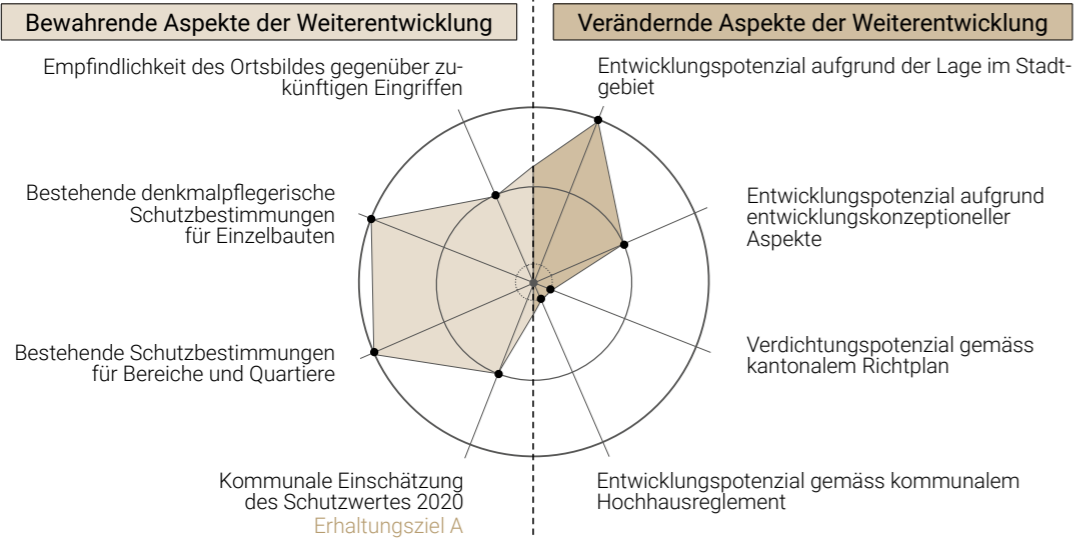 Bewahrende Aspekte der Weiterentwicklung
Verändernde Aspekte der Weiterentwicklung
Empfindlichkeit des Ortsbildes gegenüber zu-
künftigen Eingriffen
Entwicklungspotenzial aufgrund der Lage im Stadt-
gebiet
Bestehende denkmalpflegerische
Schutzbestimmungen
für Einzelbauten
Entwicklungspotenzial aufgrund
entwicklungskonzeptioneller
Aspekte
Bestehende Schutzbestimmungen
für Bereiche und Quartiere
Verdichtungspotenzial gemäss
kantonalem Richtplan
Kommunale Einschätzung
des Schutzwertes 2020
Erhaltungsziel A
Entwicklungspotenzial gemäss kommunalem
Hochhausreglement